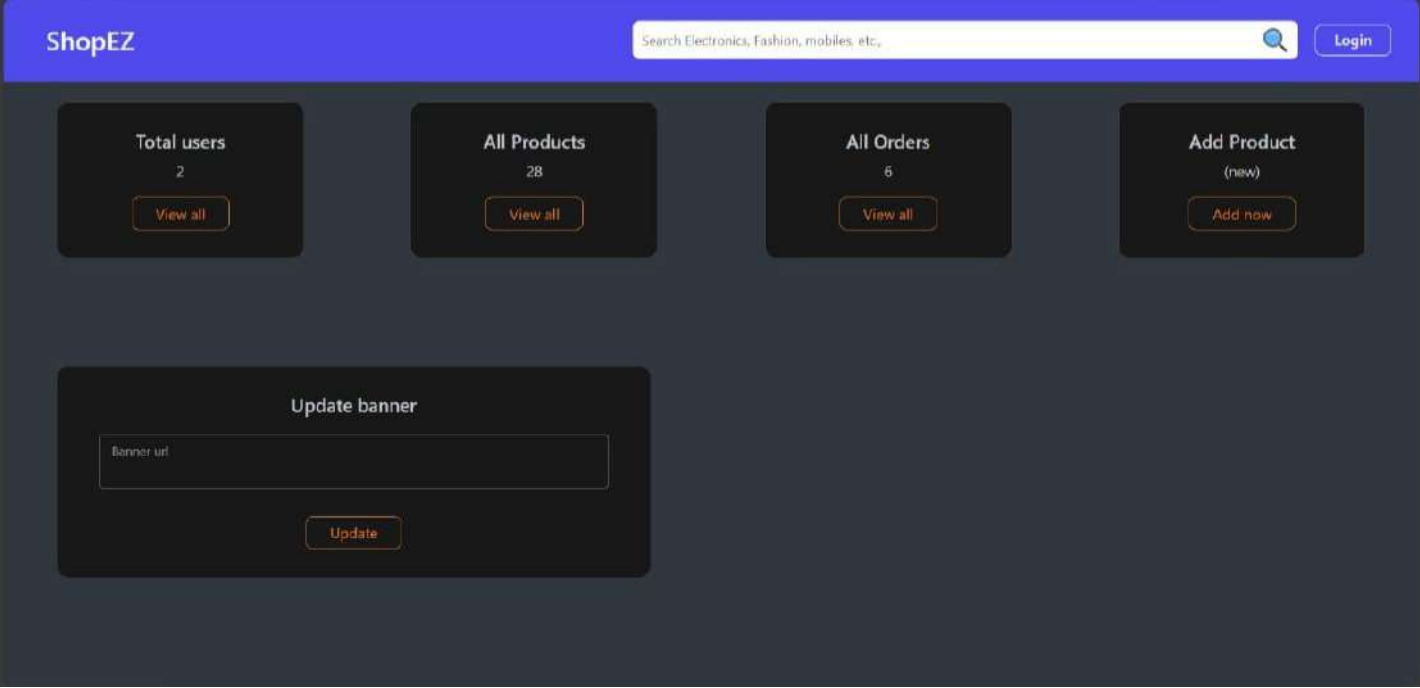 ShopEZ
Search Electronics, Fashion, mobiles, etc.,
Login
Total users
2
View all
All Products
28
View all
All Orders
6
View all
Add Product
(new)
Add now
Update banner
Banner url
Update